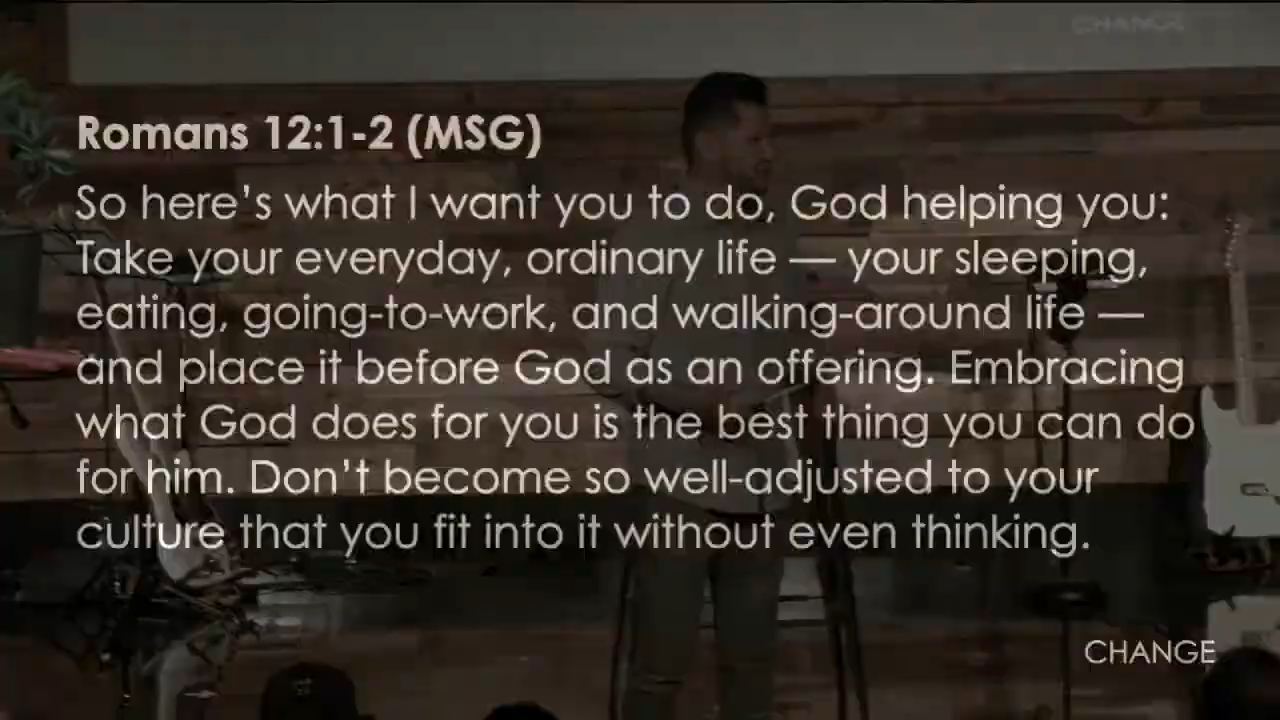 CHANGE
Romans 12:1-2 (MSG)
So here’s what I want you to do, God helping you:
Take your everyday, ordinary life — your sleeping,
eating, going-to-work, and walking-around life —
and place it before God as an offering. Embracing
what God does for you is the best thing you can do
for him. Don’t become so well-adjusted to your
culture that you fit into it without even thinking.
CHANGE